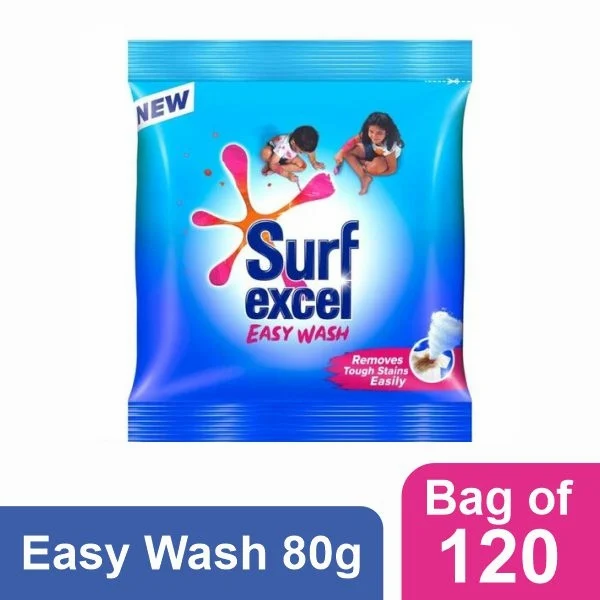 NEW
Surf
excel
EASY WASH
Removes
Tough Stains
Easily
Easy Wash 80g
Bag of
120